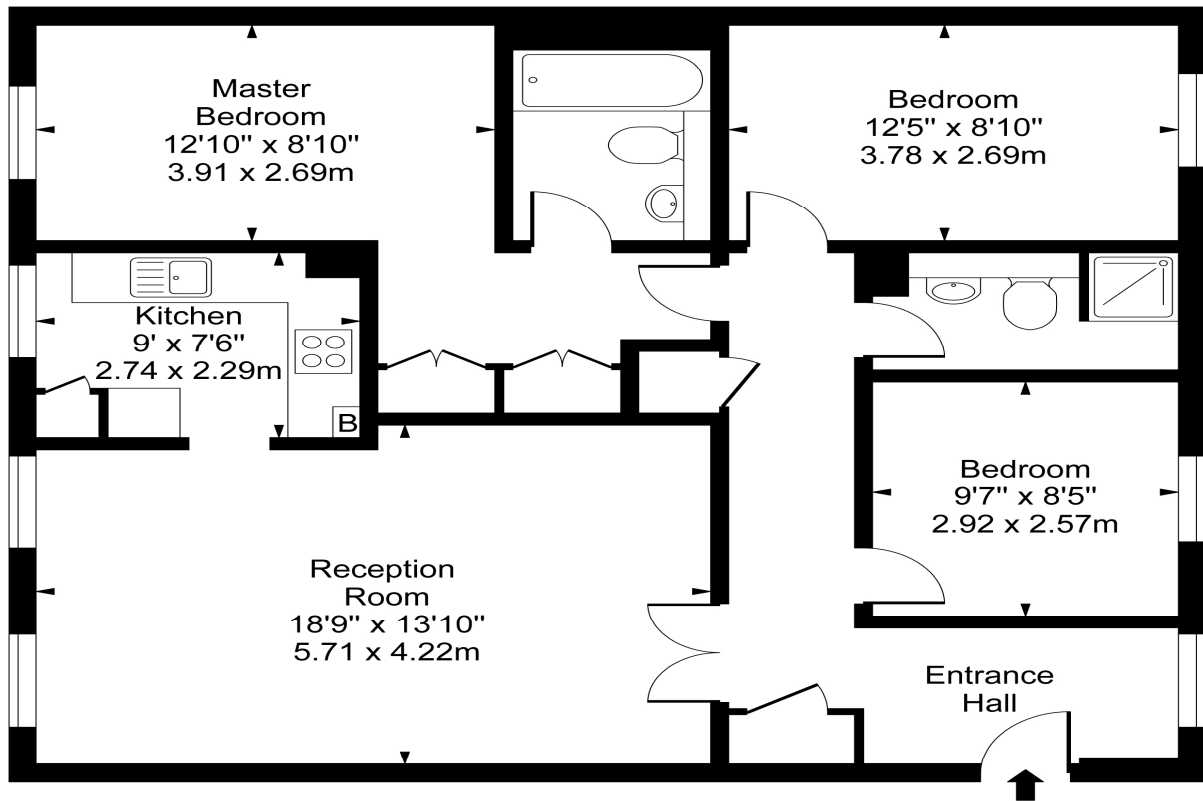 Master
Bedroom
12'10" x 8'10"
3.91 x 2.69m
Bedroom
12'5" x 8'10"
3.78 x 2.69m
Kitchen
9' x 7'6"
2.74 x 2.29m
B
Bedroom
9'7" x 8'5"
2.92 x 2.57m
Reception
Room
18'9" x 13'10"
5.71 x 4.22m
Entrance
Hall